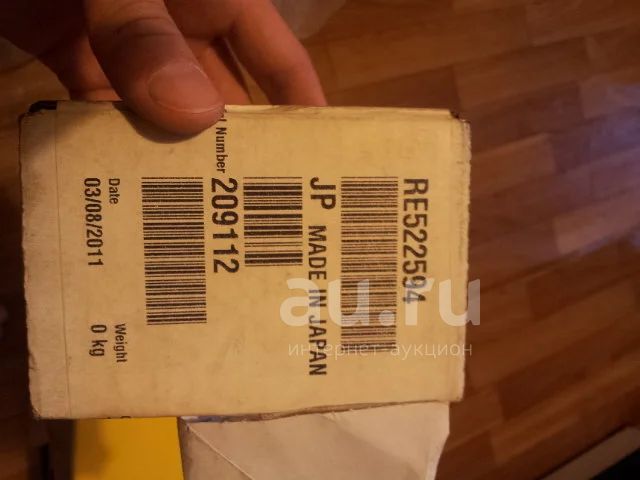 RE522594
JP MADE IN JAPAN
Number 209112
Date
03/08/2011
Weight
0 kg
au.ru
интернет-аукцион